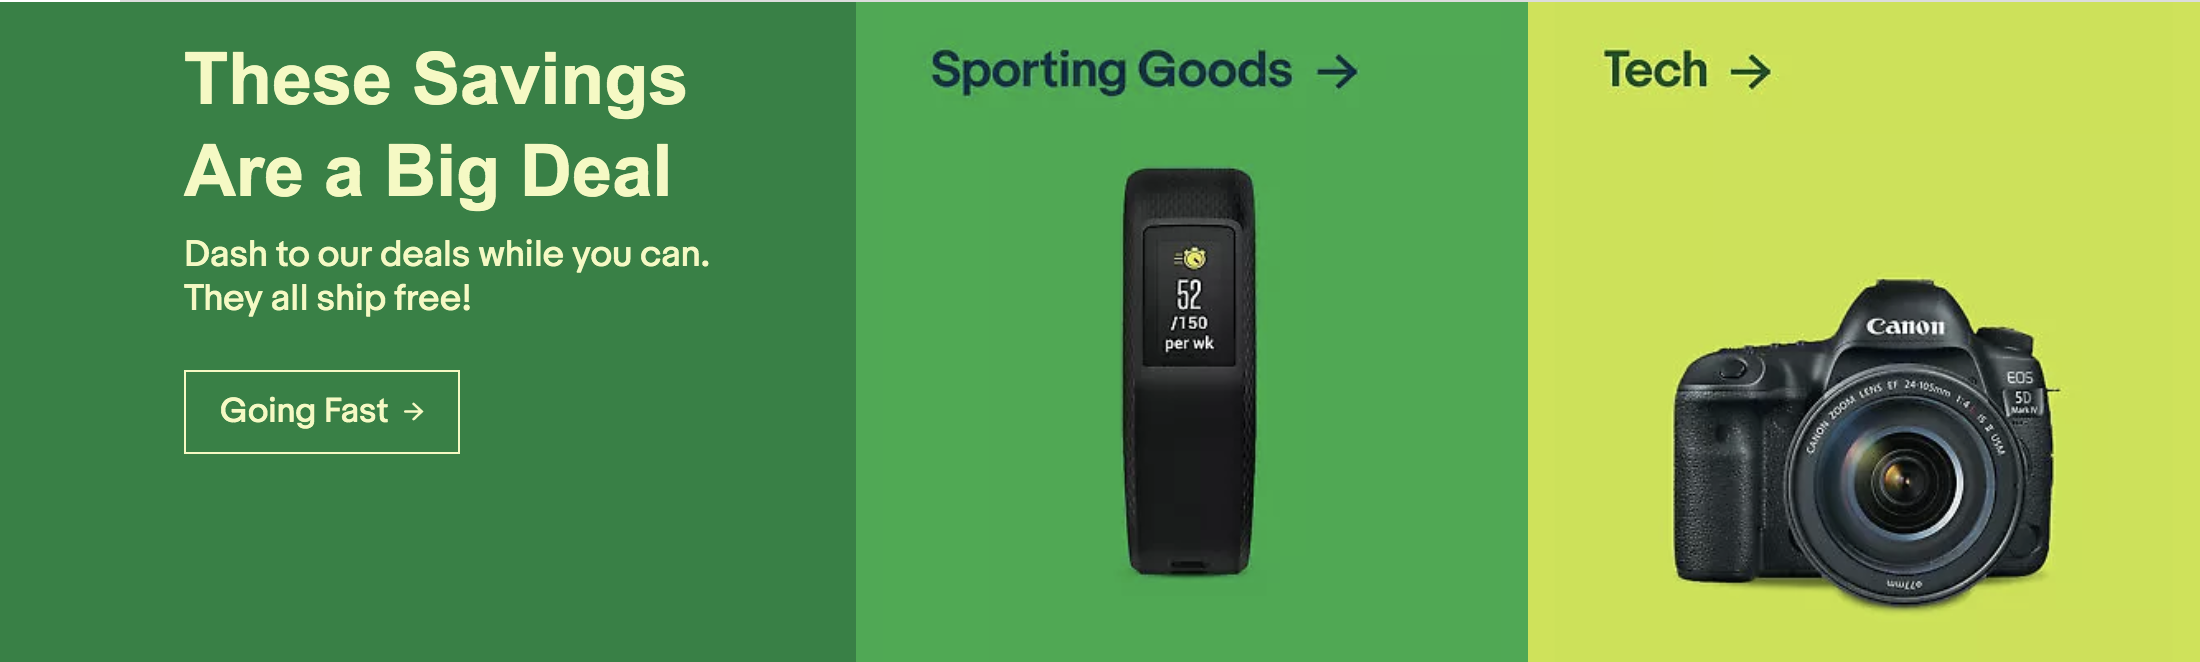 These Savings
Are a Big Deal
Dash to our deals while you can.
They all ship free!
Going Fast →
Sporting Goods →
52
/150
per wk
Tech →
Canon
EOS
5D
Mark IV
CANON ZOOM LENS EF 24-105mm 1:4 L IS II USM
ø77mm